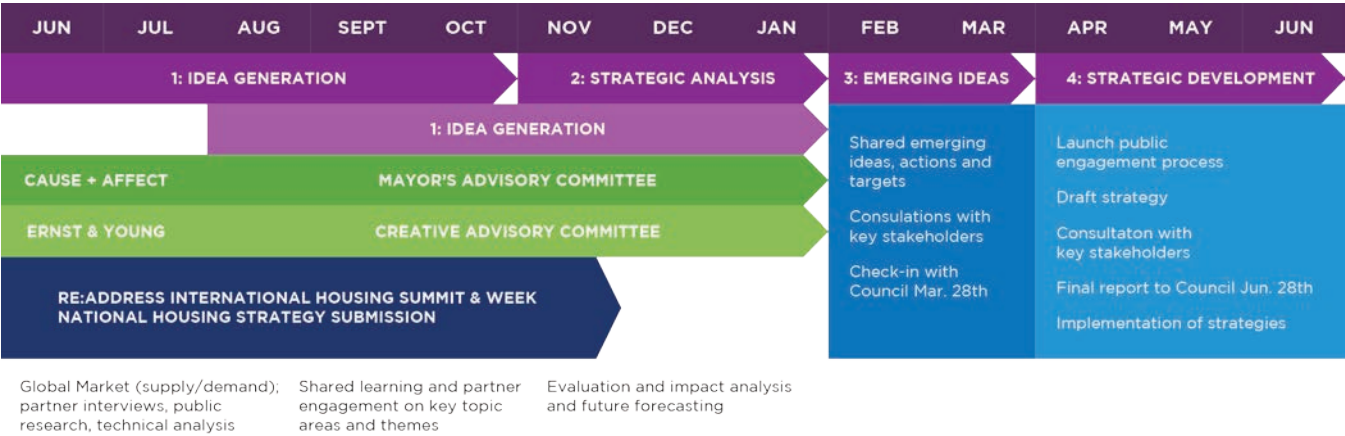 JUN JUL AUG SEPT OCT NOV DEC JAN FEB MAR APR MAY JUN
1: IDEA GENERATION 2: STRATEGIC ANALYSIS 3: EMERGING IDEAS 4: STRATEGIC DEVELOPMENT
1: IDEA GENERATION
CAUSE + AFFECT MAYOR'S ADVISORY COMMITTEE
ERNST & YOUNG CREATIVE ADVISORY COMMITTEE
RE:ADDRESS INTERNATIONAL HOUSING SUMMIT & WEEK
NATIONAL HOUSING STRATEGY SUBMISSION
Shared emerging
ideas, actions and
targets
Consulations with
key stakeholders
Check-in with
Council Mar. 28th
Launch public
engagement process
Draft strategy
Consultaton with
key stakeholders
Final report to Council Jun. 28th
Implementation of strategies
Global Market (supply/demand);
partner interviews, public
research, technical analysis
Shared learning and partner
engagement on key topic
areas and themes
Evaluation and impact analysis
and future forecasting